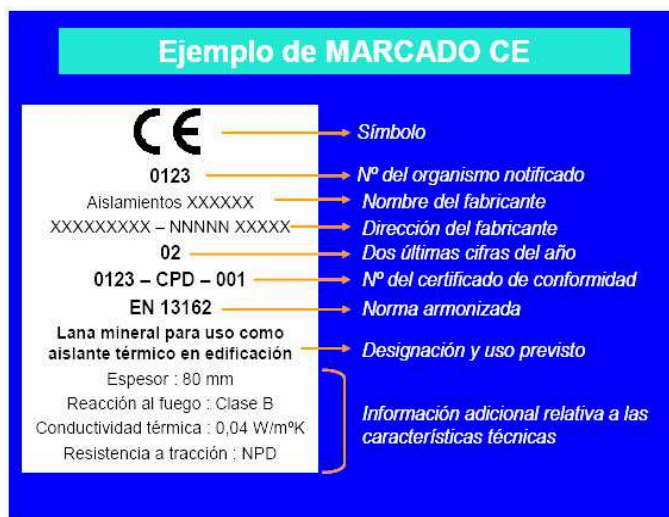 Ejemplo de MARCADO CE
CE
Símbolo
0123
Nº del organismo notificado
Aislamientos XXXXXX
Nombre del fabricante
XXXXXXXXX – NNNNN XXXXX
Dirección del fabricante
02
Dos últimas cifras del año
0123 – CPD – 001
Nº del certificado de conformidad
EN 13162
Norma armonizada
Lana mineral para uso como
aislante térmico en edificación
Designación y uso previsto
Espesor : 80 mm
Reacción al fuego : Clase B
Conductividad térmica : 0,04 W/mºK
Resistencia a tracción : NPD
Información adicional relativa a las
características técnicas